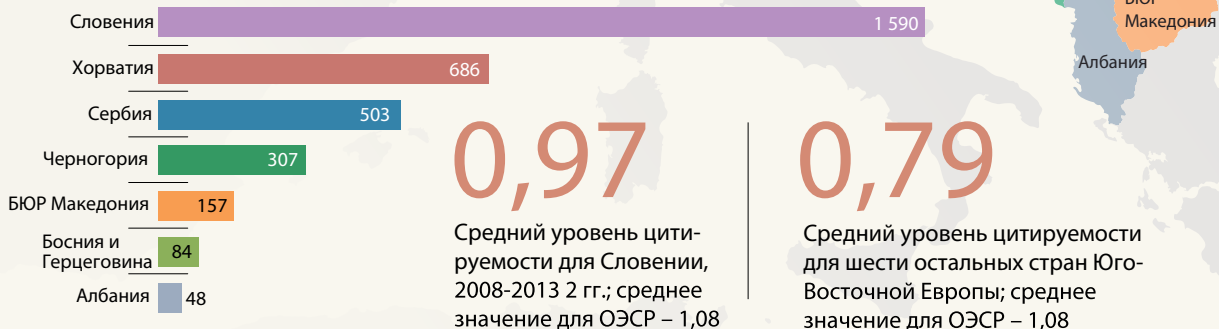 Словения
1 590
Хорватия
686
Сербия
503
Черногория
307
БЮР Македония
157
Босния и
Герцеговина
84
Албания
48
0,97
Средний уровень цити-
руемости для Словении,
2008-2013 2 гг.; среднее
значение для ОЭСР – 1,08
0,79
Средний уровень цитируемости
для шести остальных стран Юго-
Восточной Европы; среднее
значение для ОЭСР – 1,08
Македония
Албания